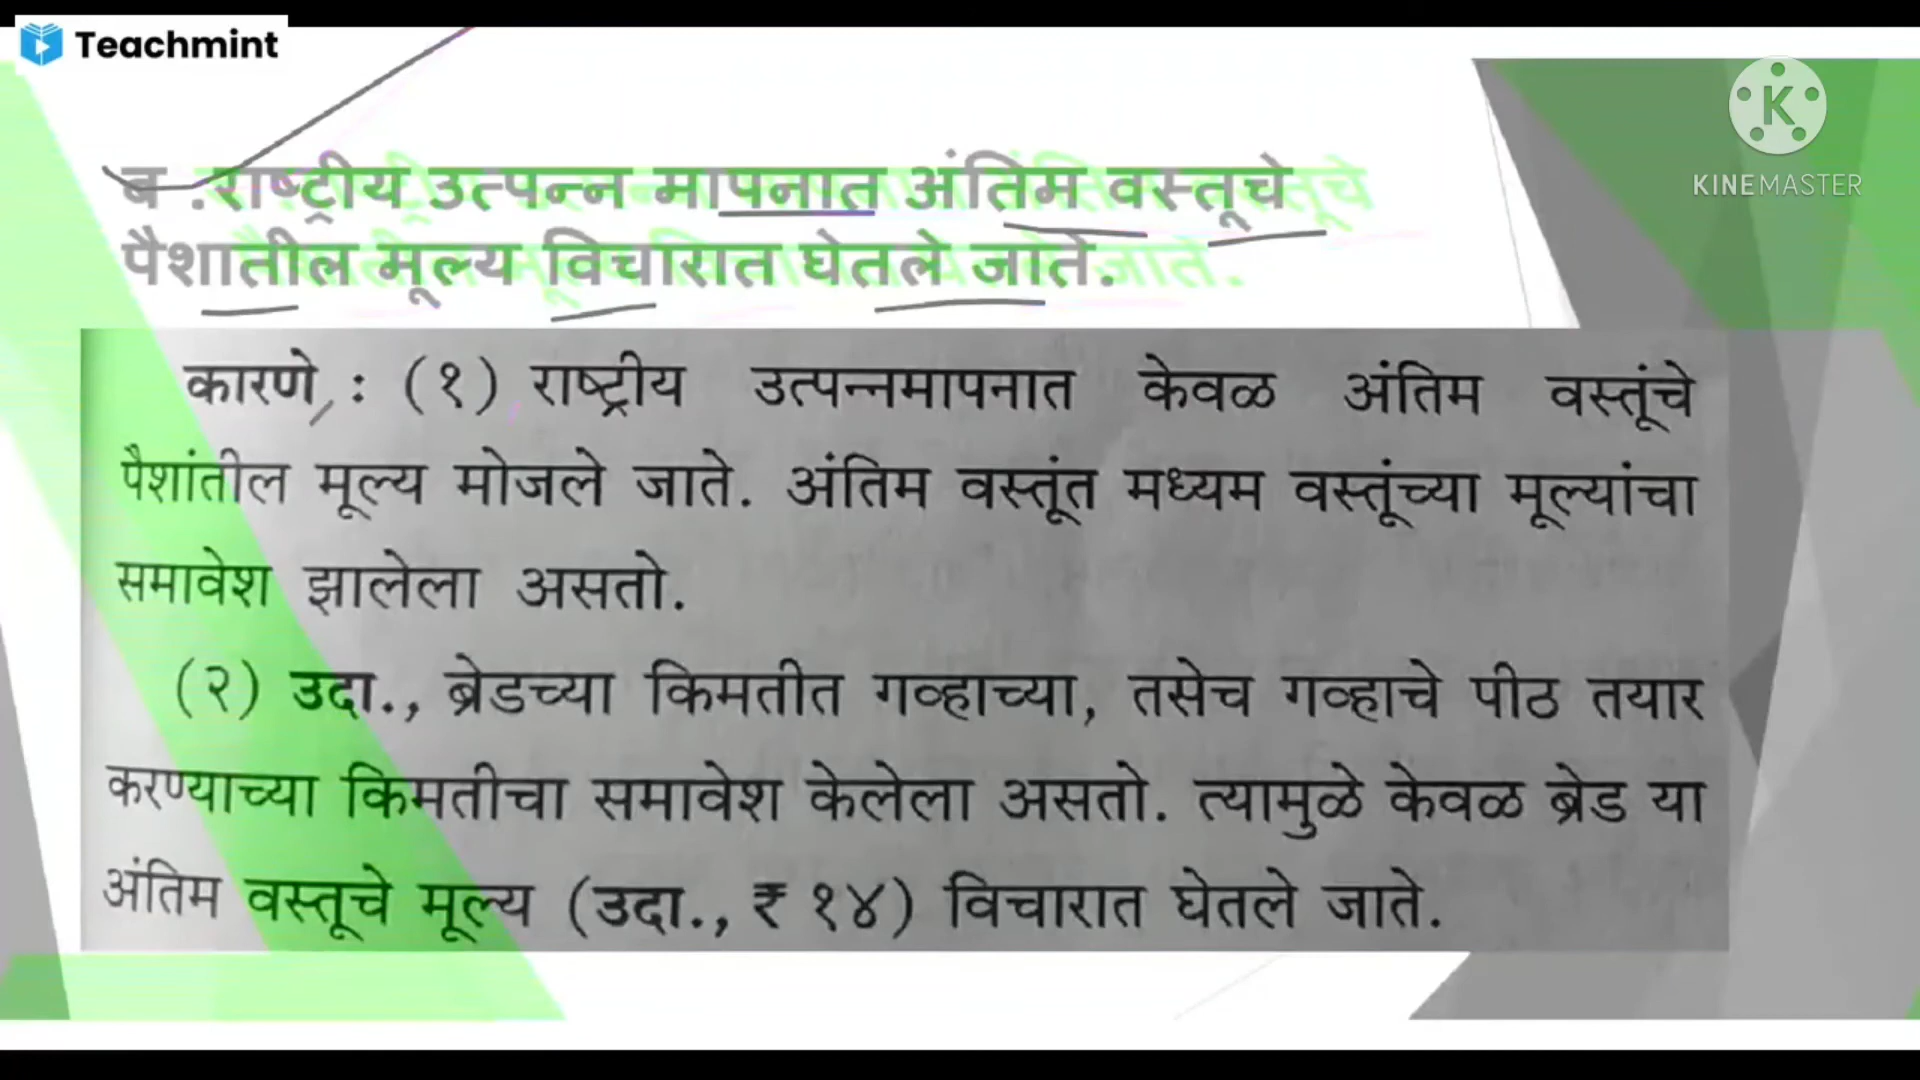 Teachmint
KINEMASTER
ब .राष्ट्रीय उत्पन्न मापनात अंतिम वस्तूचे
पैशातील मूल्य विचारात घेतले जाते.
कारणे : (१) राष्ट्रीय उत्पन्नमापनात केवळ अंतिम वस्तूंचे
पैशांतील मूल्य मोजले जाते. अंतिम वस्तूंत मध्यम वस्तूंच्या मूल्यांचा
समावेश झालेला असतो.
(२) उदा., ब्रेडच्या किमतीत गव्हाच्या, तसेच गव्हाचे पीठ तयार
करण्याच्या किमतीचा समावेश केलेला असतो. त्यामुळे केवळ ब्रेड या
अंतिम वस्तूचे मूल्य (उदा., ₹ १४) विचारात घेतले जाते.